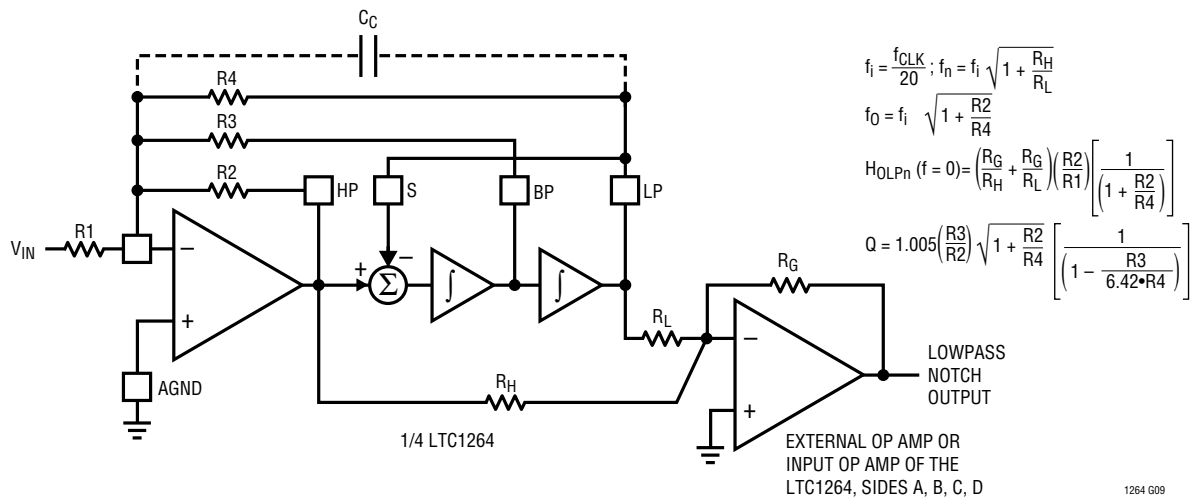 C_C
R4
R3
R2
HP
S
BP
LP
V_IN
R1
−
+
AGND
+
−
Σ
∫
∫
R_G
R_L
R_H
−
+
1/4 LTC1264
LOWPASS
NOTCH
OUTPUT
EXTERNAL OP AMP OR
INPUT OP AMP OF THE
LTC1264, SIDES A, B, C, D
f_i = f_CLK/20 ; f_n = f_i √(1 + R_H/R_L)
f_O = f_i √(1 + R2/R4)
H_OLPn (f = 0) = (R_G/R_H + R_G/R_L)(R2/R1)[1/(1 + R2/R4)]
Q = 1.005(R3/R2) √(1 + R2/R4) [1/(1 − R3/(6.42•R4))]
1264 G09